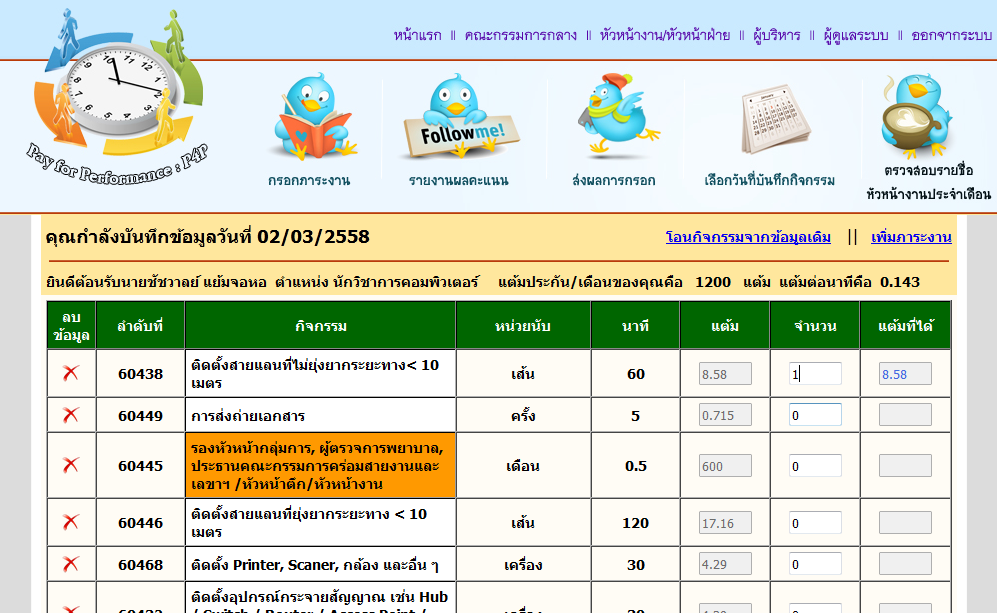 หน้าแรก || คณะกรรมการกลาง || หัวหน้างาน/หัวหน้าฝ่าย || ผู้บริหาร || ผู้ดูแลระบบ || ออกจากระบบ
12 1 2 3 4 5 6 7 8 9 10 11
Pay for Performance : P4P
Follow me!
กรอกภาระงาน
รายงานผลคะแนน
ส่งผลการกรอก
เลือกวันที่บันทึกกิจกรรม
ตรวจสอบรายชื่อ
หัวหน้างานประจำเดือน
คุณกำลังบันทึกข้อมูลวันที่ 02/03/2558
โอนกิจกรรมจากข้อมูลเดิม || เพิ่มภาระงาน
ยินดีต้อนรับนายชัชวาลย์ แย้มจอหอ ตำแหน่ง นักวิชาการคอมพิวเตอร์ แต้มประกัน/เดือนของคุณคือ 1200 แต้ม แต้มต่อนาทีคือ 0.143
ลบ
ข้อมูล
ลำดับที่ กิจกรรม หน่วยนับ นาที แต้ม จำนวน แต้มที่ได้
60438 ติดตั้งสายแลนที่ไม่ยุ่งยากระยะทาง< 10
เมตร
เส้น 60 8.58 1 8.58
60449 การส่งถ่ายเอกสาร ครั้ง 5 0.715 0
60445
รองหัวหน้ากลุ่มการ, ผู้ตรวจการพยาบาล,
ประธานคณะกรรมการคร่อมสายงานและ
เลขาฯ /หัวหน้าตึก/หัวหน้างาน
เดือน 0.5 600 0
60446 ติดตั้งสายแลนที่ยุ่งยากระยะทาง < 10
เมตร
เส้น 120 17.16 0
60468 ติดตั้ง Printer, Scaner, กล้อง และอื่น ๆ เครื่อง 30 4.29 0
ติดตั้งอุปกรณ์กระจายสัญญาณ เช่น Hub